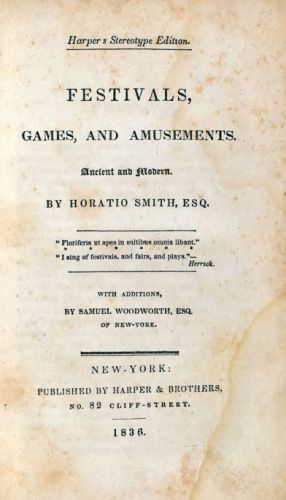 Harper's Stereotype Edition.
FESTIVALS,
GAMES, AND AMUSEMENTS.
Ancient and Modern.
BY HORATIO SMITH, ESQ.
"Floriferis ut apes in saltibus omnia libant."
* * * * *
"I sing of festivals, and fairs, and plays."—
Herrick.
WITH ADDITIONS,
BY SAMUEL WOODWORTH, ESQ.
OF NEW-YORK.
NEW-YORK:
PUBLISHED BY HARPER & BROTHERS,
NO. 82 CLIFF-STREET.
1836.